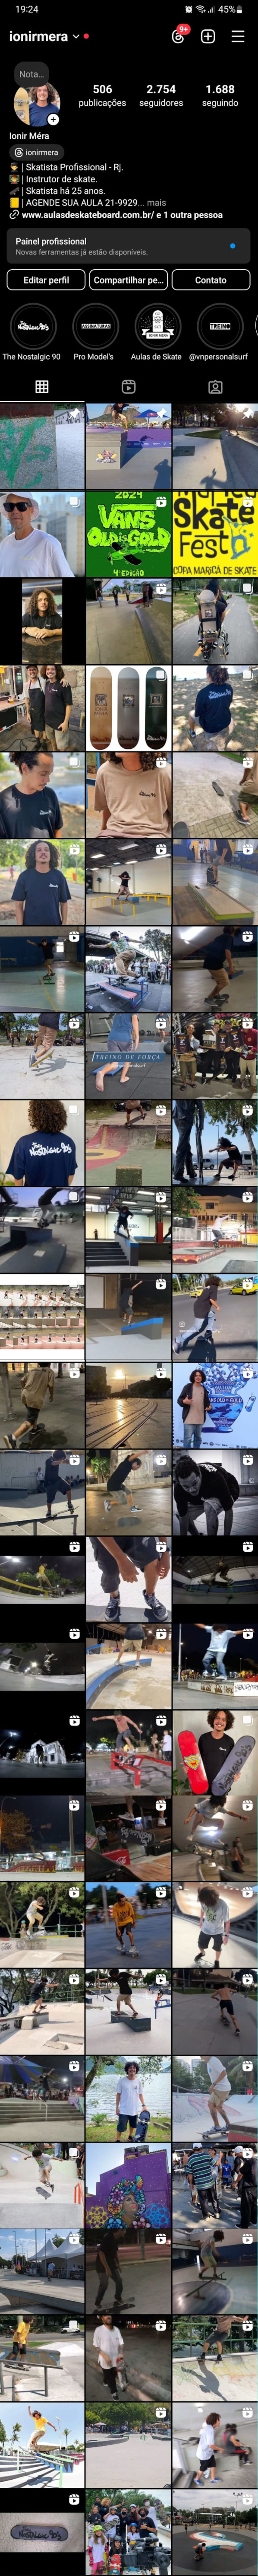 19:24
45%
ionirmera
9+
Nota...
506
2.754
1.688
publicações
seguidores
seguindo
Ionir Méra
ionirmera
| Skatista Profissional - Rj.
| Instrutor de skate.
| Skatista há 25 anos.
| AGENDE SUA AULA 21-9929... mais
www.aulasdeskateboard.com.br/ e 1 outra pessoa
Painel profissional
Novas ferramentas já estão disponíveis.
Editar perfil
Compartilhar pe...
Contato
The Nostalgic 90
Pro Model's
Aulas de Skate
@vnpersonalsurf
TREINO
2024
VANS
OLD IS GOLD
4ª EDIÇÃO
Skate
Fest
COPA MARICÁ DE SKATE
TREINO DE FORÇA
The
NOSTALGIC 90's